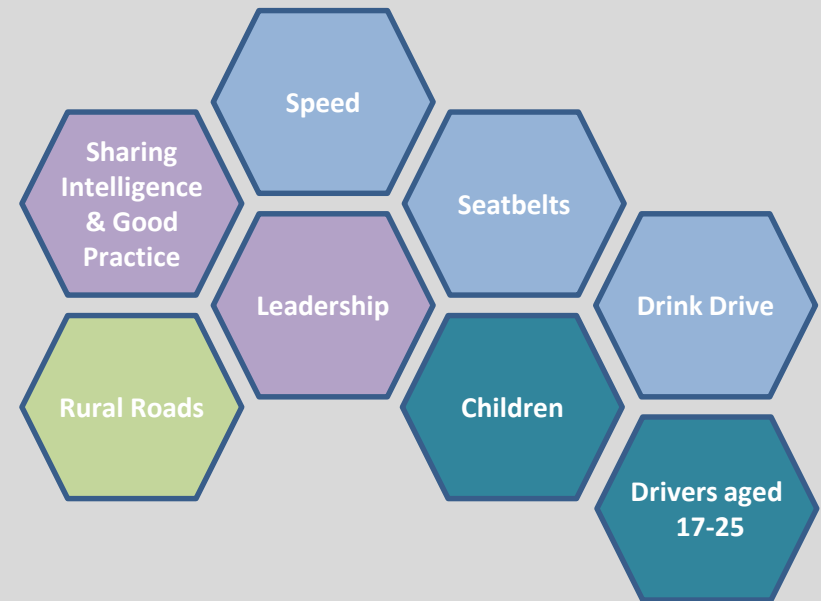 Speed
Sharing
Intelligence
& Good
Practice
Seatbelts
Leadership
Drink Drive
Rural Roads
Children
Drivers aged
17-25